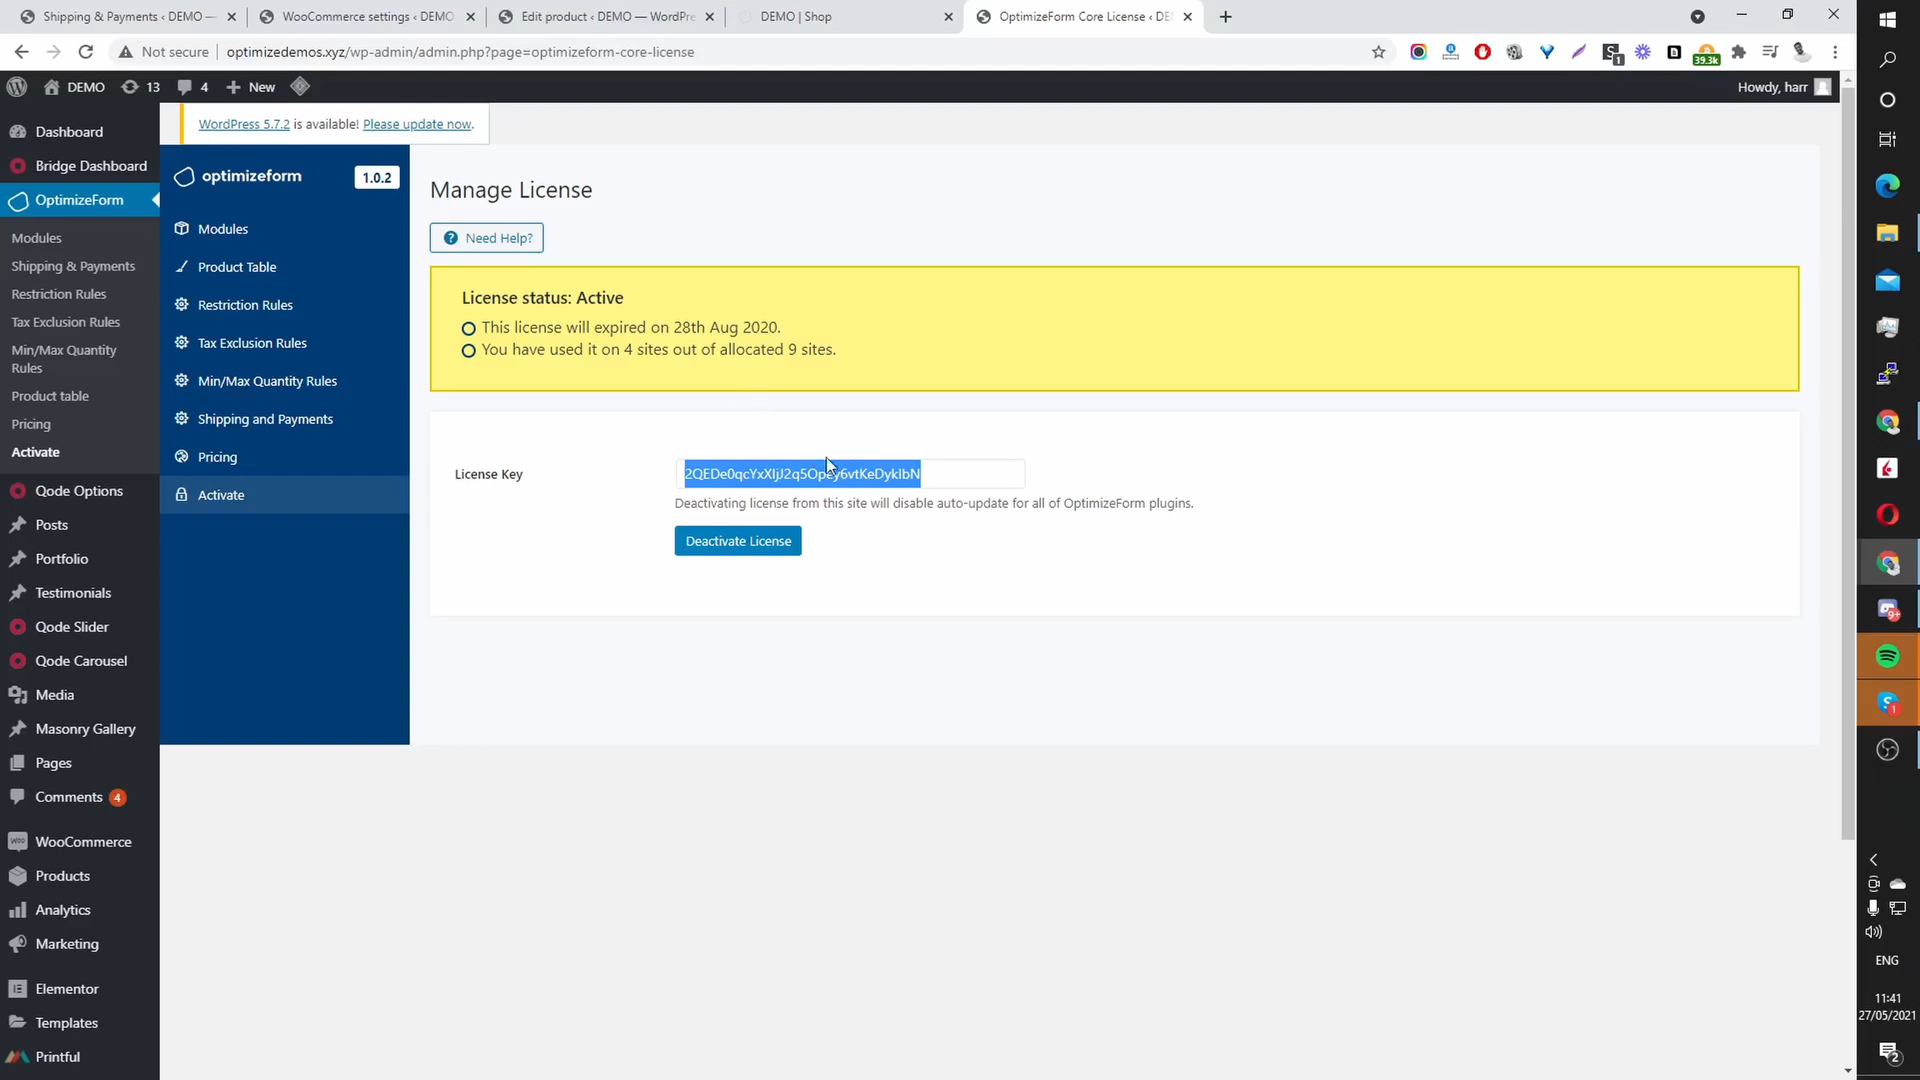 Shipping & Payments ‹ DEMO —
WooCommerce settings ‹ DEMO
Edit product ‹ DEMO — WordPre
DEMO | Shop
OptimizeForm Core License ‹ DE
Not secure
optimizedemos.xyz/wp-admin/admin.php?page=optimizeform-core-license
1
39.3k
DEMO
13
4
New
Howdy, harr
WordPress 5.7.2 is available! Please update now.
Dashboard
Bridge Dashboard
OptimizeForm
Modules
Shipping & Payments
Restriction Rules
Tax Exclusion Rules
Min/Max Quantity
Rules
Product table
Pricing
Activate
Qode Options
Posts
Portfolio
Testimonials
Qode Slider
Qode Carousel
Media
Masonry Gallery
Pages
Comments 4
WooCommerce
Products
Analytics
Marketing
Elementor
Templates
Printful
optimizeform
1.0.2
Modules
Product Table
Restriction Rules
Tax Exclusion Rules
Min/Max Quantity Rules
Shipping and Payments
Pricing
Activate
Manage License
Need Help?
License status: Active
This license will expired on 28th Aug 2020.
You have used it on 4 sites out of allocated 9 sites.
License Key
Deactivating license from this site will disable auto-update for all of OptimizeForm plugins.
Deactivate License
9+
1
ENG
11:41
27/05/2021
2